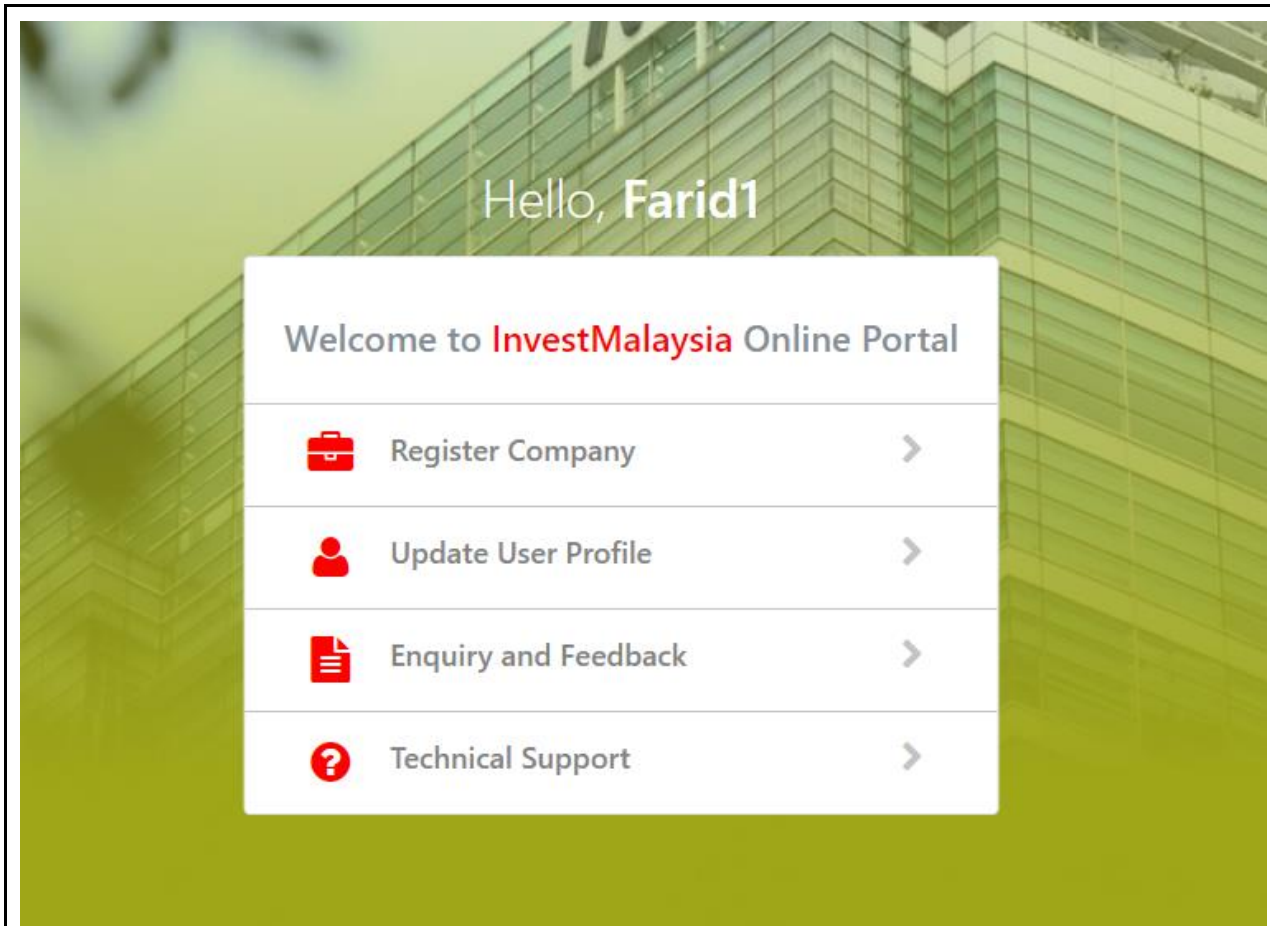 Hello, Farid1
Welcome to InvestMalaysia Online Portal
Register Company
Update User Profile
Enquiry and Feedback
Technical Support